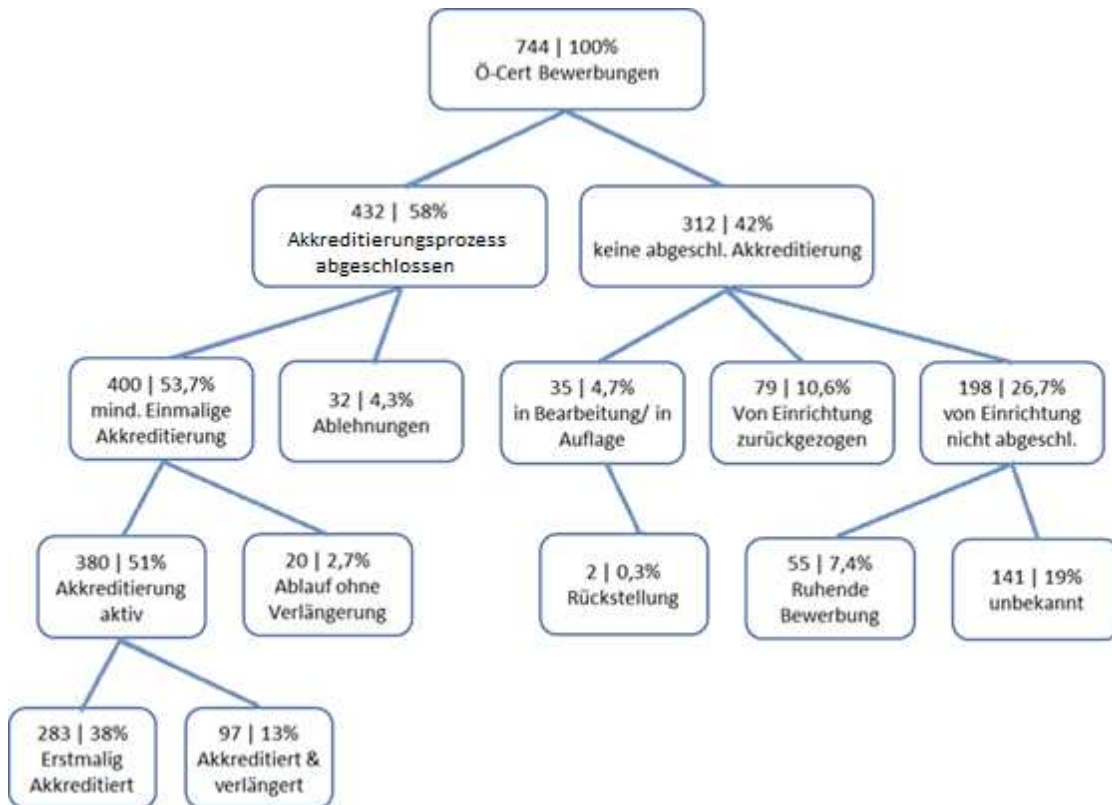 744 | 100%
Ö-Cert Bewerbungen
432 | 58%
Akkreditierungsprozess
abgeschlossen
312 | 42%
keine abgeschl. Akkreditierung
400 | 53,7%
mind. Einmalige
Akkreditierung
32 | 4,3%
Ablehnungen
35 | 4,7%
in Bearbeitung/ in
Auflage
79 | 10,6%
Von Einrichtung
zurückgezogen
198 | 26,7%
von Einrichtung
nicht abgeschl.
380 | 51%
Akkreditierung
aktiv
20 | 2,7%
Ablauf ohne
Verlängerung
2 | 0,3%
Rückstellung
55 | 7,4%
Ruhende
Bewerbung
141 | 19%
unbekannt
283 | 38%
Erstmalig
Akkreditiert
97 | 13%
Akkreditiert &
verlängert